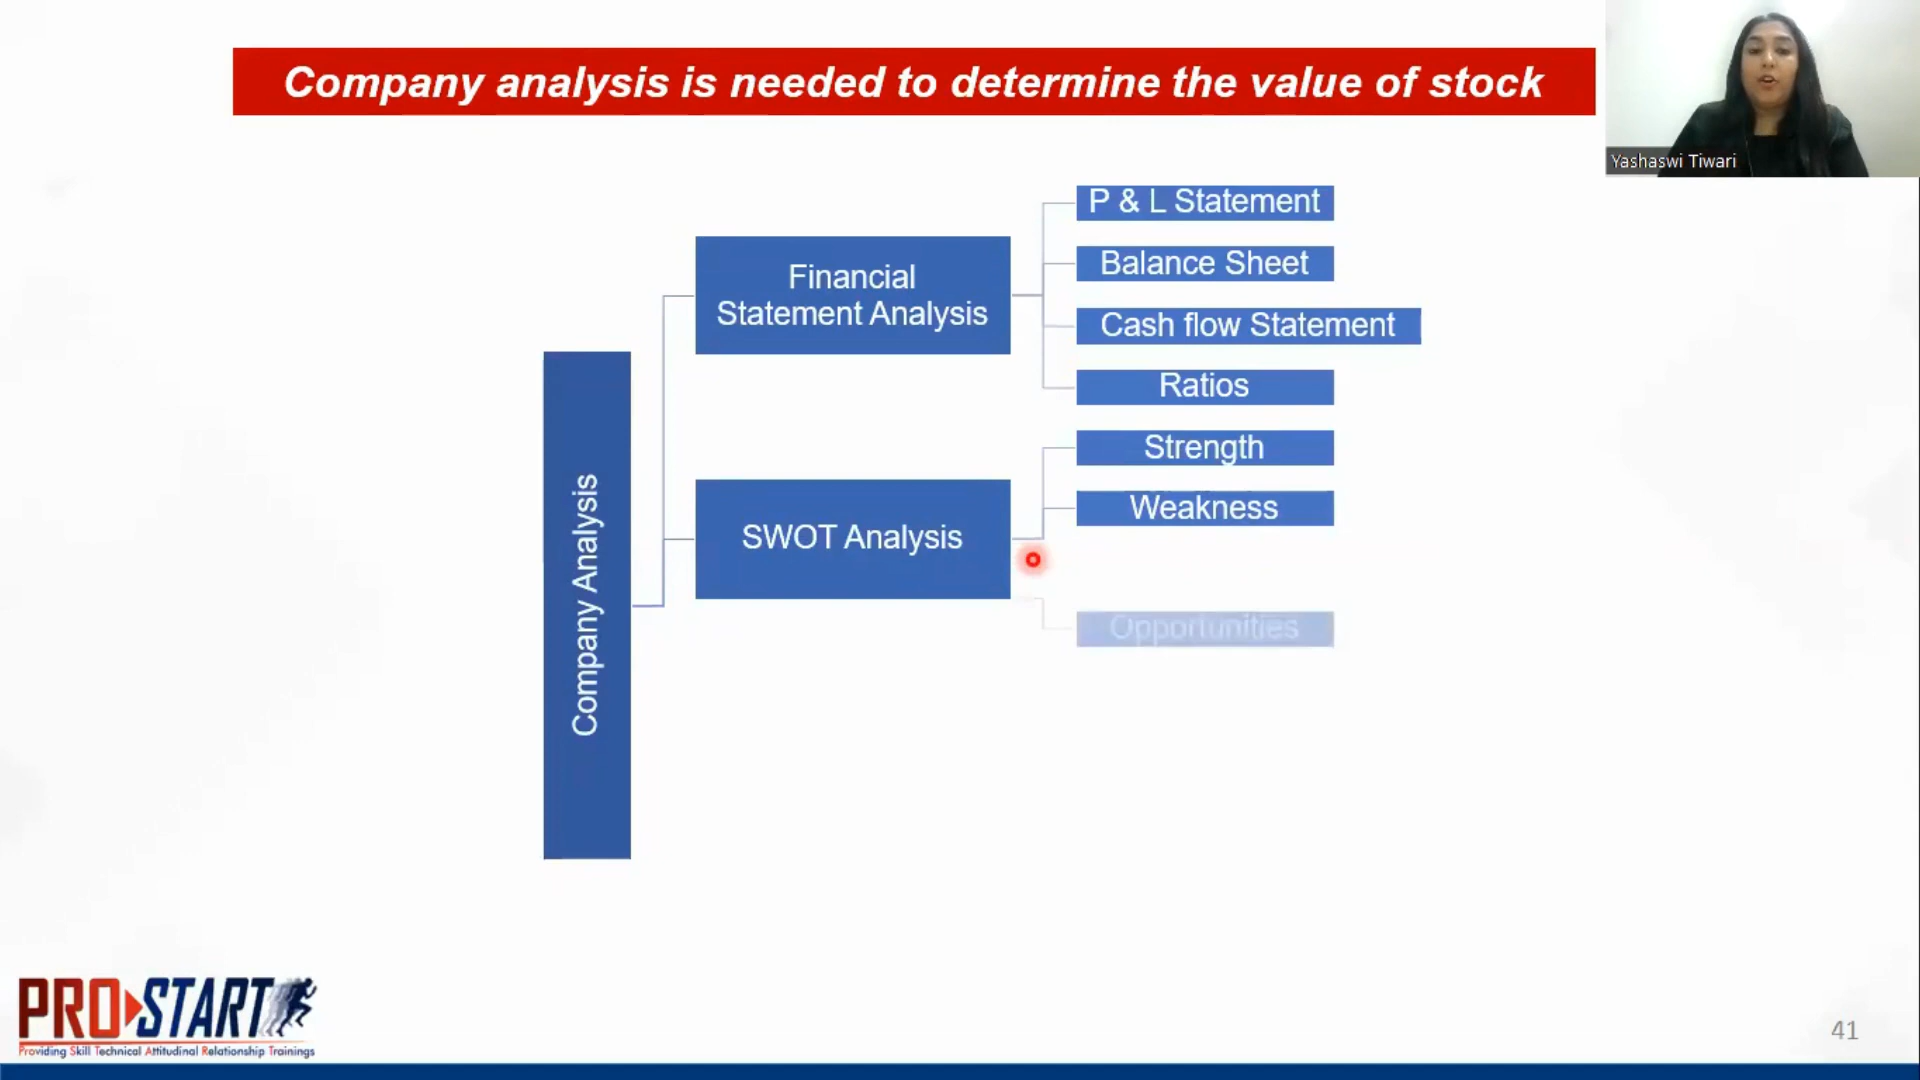 Company analysis is needed to determine the value of stock
Yashaswi Tiwari
P & L Statement
Balance Sheet
Cash flow Statement
Ratios
Financial
Statement Analysis
Strength
Weakness
Opportunities
SWOT Analysis
Company Analysis
PRO START
Providing Skill Technical Attitudinal Relationship Trainings
41